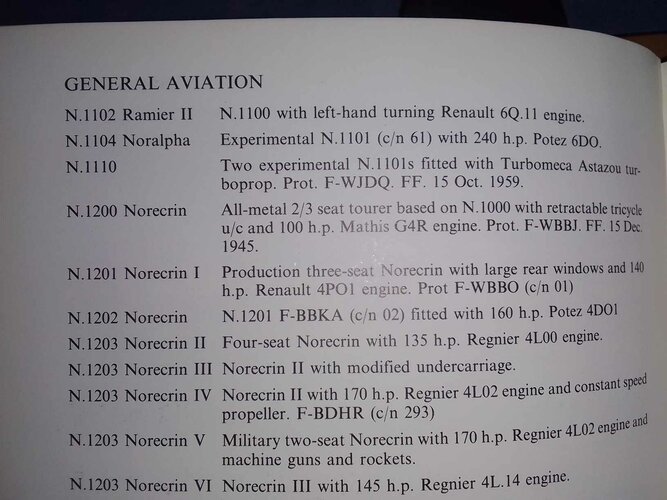 GENERAL AVIATION
N.1102 Ramier II N.1100 with left-hand turning Renault 6Q.11 engine.
N.1104 Noralpha Experimental N.1101 (c/n 61) with 240 h.p. Potez 6DO.
N.1110 Two experimental N.1101s fitted with Turbomeca Astazou tur-
boprop. Prot. F-WJDQ. FF. 15 Oct. 1959.
N.1200 Norecrin All-metal 2/3 seat tourer based on N.1000 with retractable tricycle
u/c and 100 h.p. Mathis G4R engine. Prot. F-WBBJ. FF. 15 Dec.
1945.
N.1201 Norecrin I Production three-seat Norecrin with large rear windows and 140
h.p. Renault 4PO1 engine. Prot F-WBBO (c/n 01)
N.1202 Norecrin N.1201 F-BBKA (c/n 02) fitted with 160 h.p. Potez 4DO1
N.1203 Norecrin II Four-seat Norecrin with 135 h.p. Regnier 4L00 engine.
N.1203 Norecrin III Norecrin II with modified undercarriage.
N.1203 Norecrin IV Norecrin II with 170 h.p. Regnier 4L02 engine and constant speed
propeller. F-BDHR (c/n 293)
N.1203 Norecrin V Military two-seat Norecrin with 170 h.p. Regnier 4L02 engine and
machine guns and rockets.
N.1203 Norecrin VI Norecrin III with 145 h.p. Regnier 4L.14 engine.